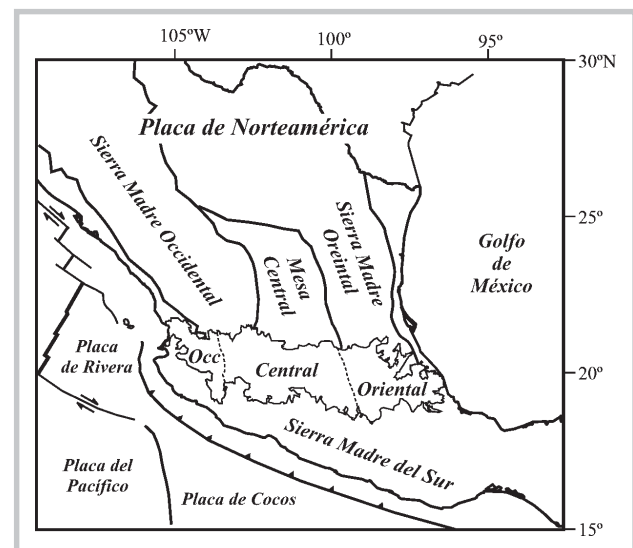 105ºW
100º
95º
30ºN
Placa de Norteamérica
Sierra Madre Occidental
Mesa
Central
Sierra Madre
Oreintal
25º
Golfo
de
México
Placa
de Rivera
Occ
Central
Oriental
20º
Sierra Madre del Sur
Placa del
Pacífico
Placa de Cocos
15º